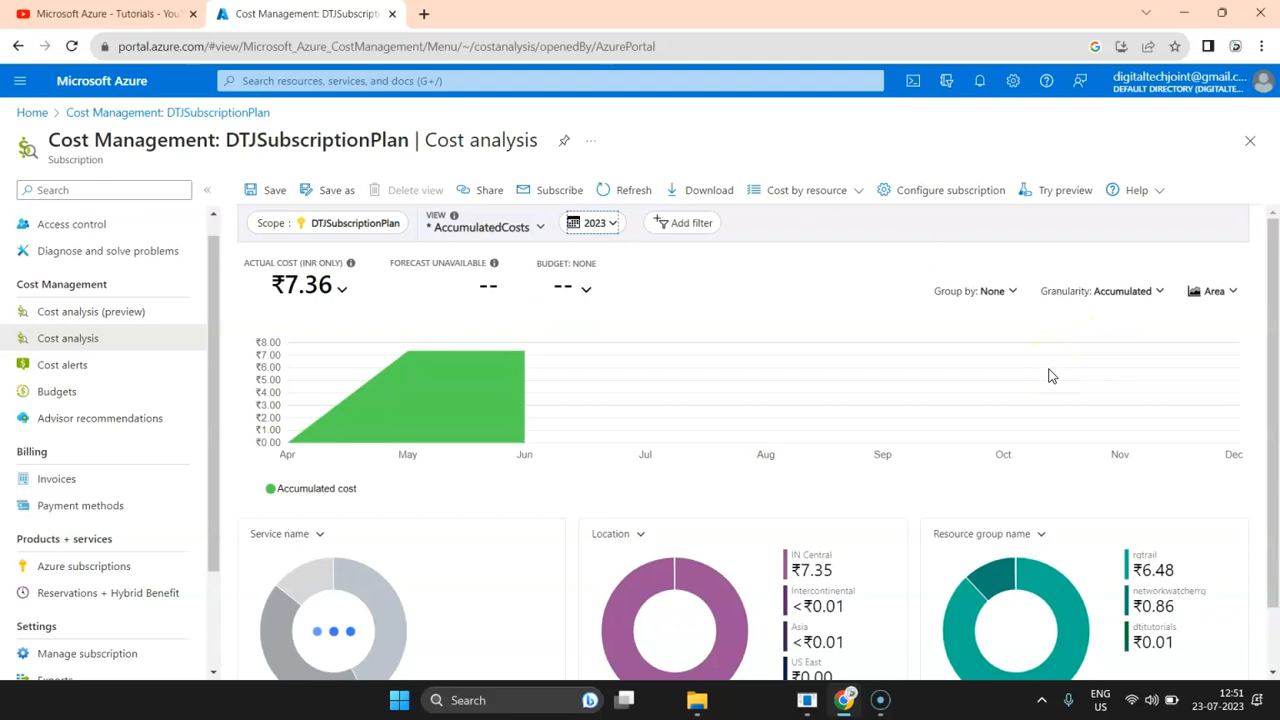 Microsoft Azure - Tutorials - You
Cost Management: DTJSubscripti
portal.azure.com/#view/Microsoft_Azure_CostManagement/Menu/~/costanalysis/openedBy/AzurePortal
Microsoft Azure
Search resources, services, and docs (G+/)
digitaltechjoint@gmail.c...
DEFAULT DIRECTORY (DIGITALTE...
Home > Cost Management: DTJSubscriptionPlan
Cost Management: DTJSubscriptionPlan | Cost analysis
Subscription
Search
Save
Save as
Delete view
Share
Subscribe
Refresh
Download
Cost by resource
Configure subscription
Try preview
Help
Access control
Diagnose and solve problems
Cost Management
Cost analysis (preview)
Cost analysis
Cost alerts
Budgets
Advisor recommendations
Billing
Invoices
Payment methods
Products + services
Azure subscriptions
Reservations + Hybrid Benefit
Settings
Manage subscription
Exports
Scope : DTJSubscriptionPlan
VIEW
* AccumulatedCosts
2023
Add filter
ACTUAL COST (INR ONLY)
₹7.36
FORECAST UNAVAILABLE
--
BUDGET: NONE
--
Group by: None
Granularity: Accumulated
Area
₹8.00
₹7.00
₹6.00
₹5.00
₹4.00
₹3.00
₹2.00
₹1.00
₹0.00
Apr May Jun Jul Aug Sep Oct Nov Dec
Accumulated cost
Service name
Location
IN Central
₹7.35
Intercontinental
<₹0.01
Asia
<₹0.01
US East
₹0.00
Resource group name
rgtrail
₹6.48
networkwatcherrg
₹0.86
dtjtutorials
₹0.01
Search
ENG
US
12:51
23-07-2023